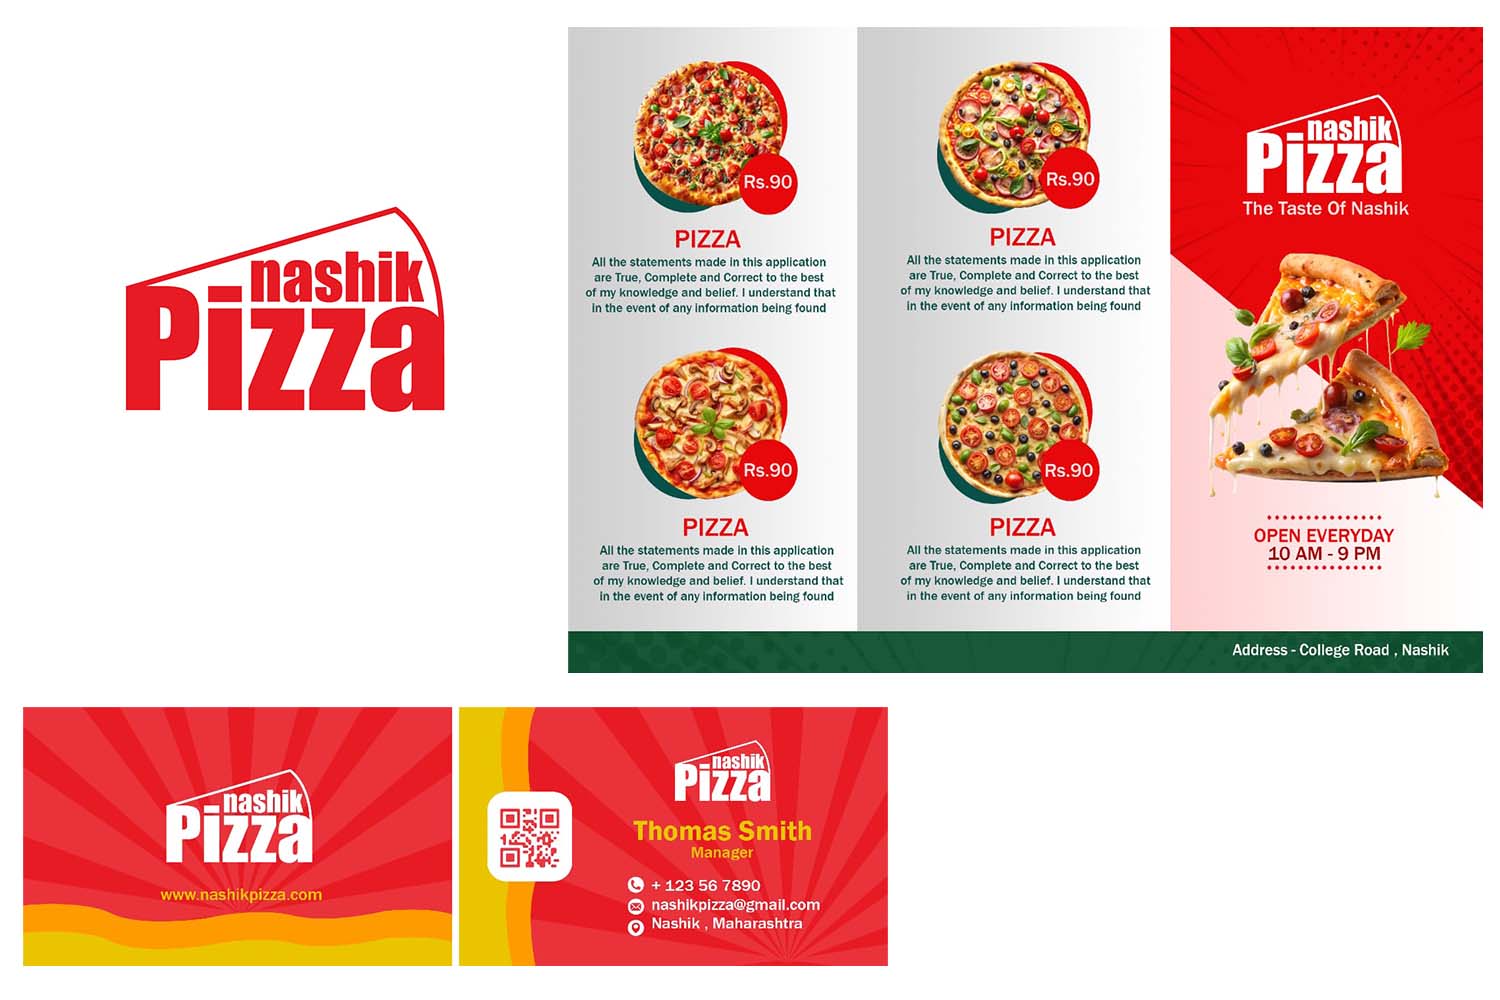 nashik
Pizza
Rs.90
PIZZA
All the statements made in this application
are True, Complete and Correct to the best
of my knowledge and belief. I understand that
in the event of any information being found
Rs.90
PIZZA
All the statements made in this application
are True, Complete and Correct to the best
of my knowledge and belief. I understand that
in the event of any information being found
Rs.90
PIZZA
All the statements made in this application
are True, Complete and Correct to the best
of my knowledge and belief. I understand that
in the event of any information being found
Rs.90
PIZZA
All the statements made in this application
are True, Complete and Correct to the best
of my knowledge and belief. I understand that
in the event of any information being found
nashik
Pizza
The Taste Of Nashik
OPEN EVERYDAY
10 AM - 9 PM
Address - College Road , Nashik
nashik
Pizza
www.nashikpizza.com
nashik
Pizza
Thomas Smith
Manager
+ 123 56 7890
nashikpizza@gmail.com
Nashik , Maharashtra